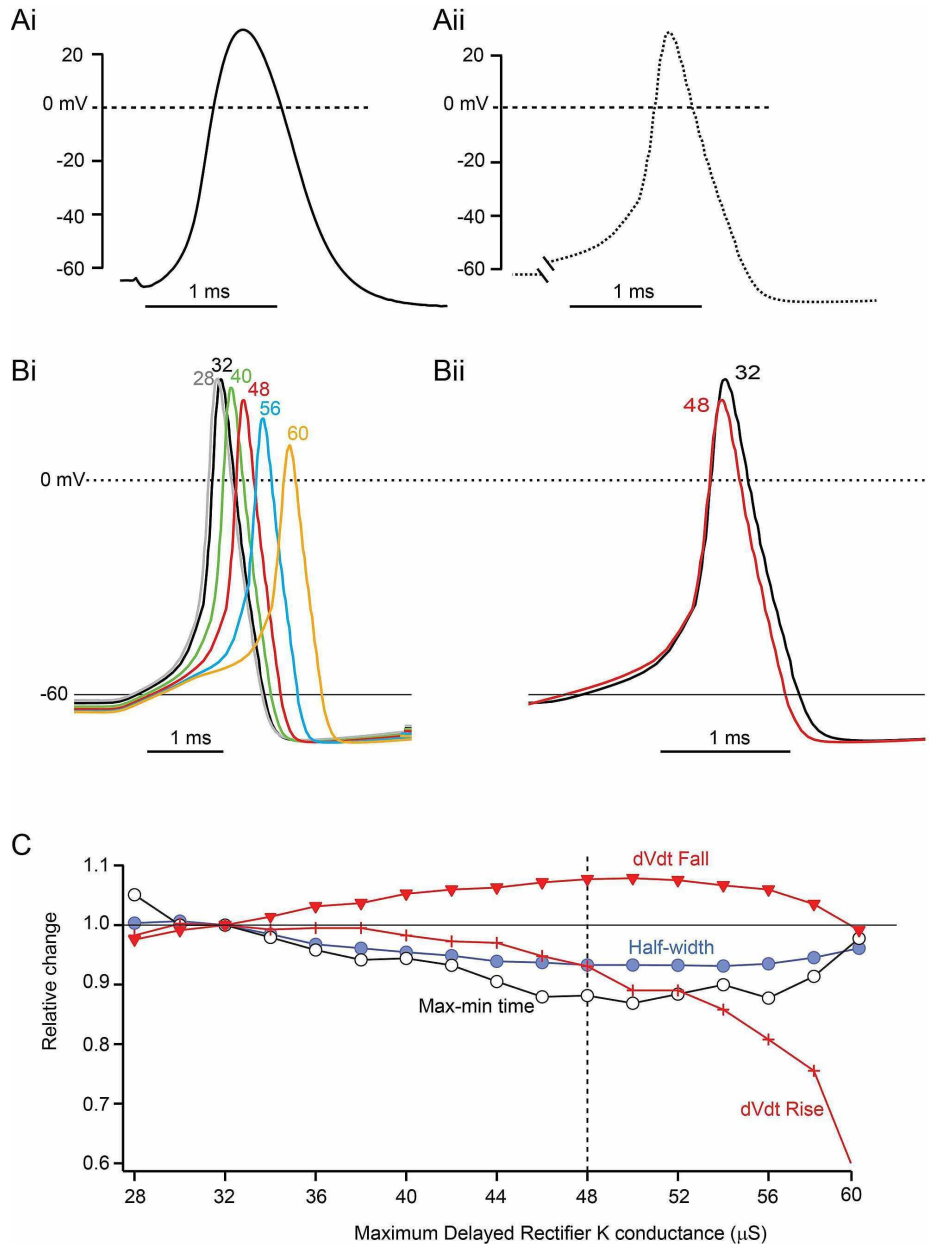 Ai
Aii
20
0 mV
-20
-40
-60
1 ms
20
0 mV
-20
-40
-60
1 ms
Bi
Bii
32
28
40
48
56
60
0 mV
-60
1 ms
32
48
1 ms
C
1.1
1.0
0.9
0.8
0.7
0.6
Relative change
dVdt Fall
Half-width
Max-min time
dVdt Rise
28 32 36 40 44 48 52 56 60
Maximum Delayed Rectifier K conductance (µS)